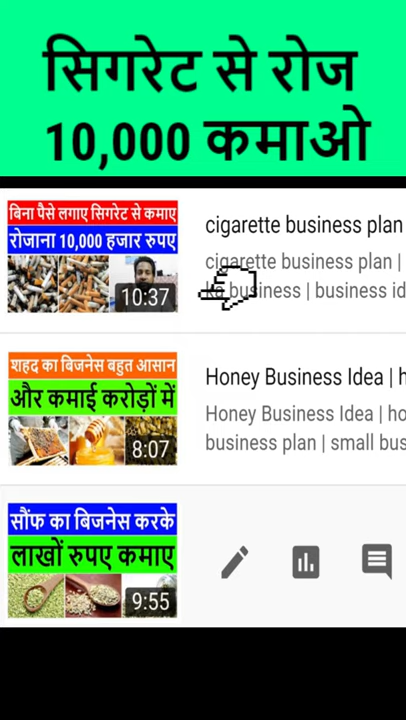 सिगरेट से रोज
10,000 कमाओ
बिना पैसे लगाए सिगरेट से कमाए
रोजाना 10,000 हजार रुपए
10:37
cigarette business plan
cigarette business plan |
business | business id
शहद का बिजनेस बहुत आसान
और कमाई करोड़ों में
8:07
Honey Business Idea | h
Honey Business Idea | ho
business plan | small bus
सौंफ का बिजनेस करके
लाखों रुपए कमाए
9:55